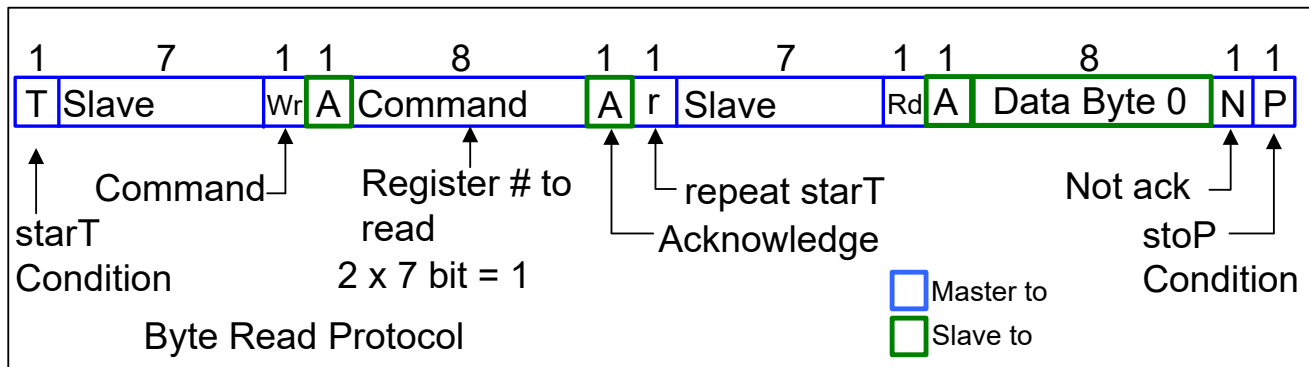 1 7 1 1 8 1 1 7 1 1 8 1 1
T Slave Wr A Command A r Slave Rd A Data Byte 0 N P
Command
Register # to
read
2 x 7 bit = 1
repeat starT
Acknowledge
Not ack
starT
Condition
stoP
Condition
Master to
Slave to
Byte Read Protocol